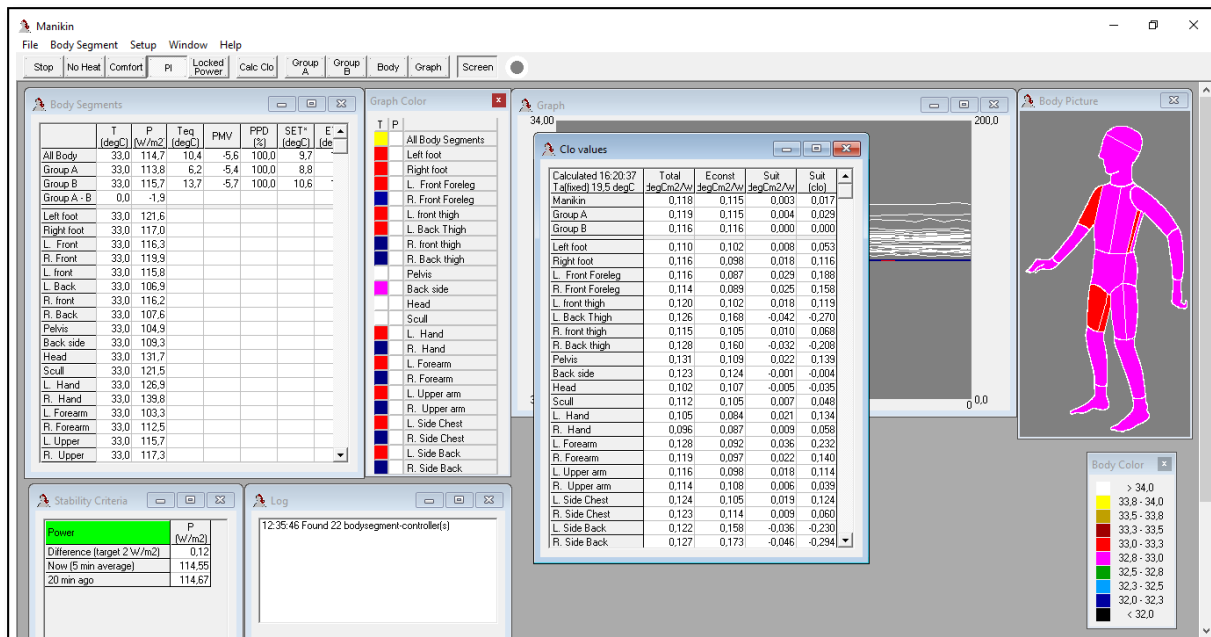 Manikin
File Body Segment Setup Window Help
Stop No Heat Comfort PI Locked Power Calc Clo Group A Group B Body Graph Screen
Body Segments
T (degC) P (W/m2) Teq (degC) PMV PPD (%) SET* (degC) (de
All Body 33,0 114,7 10,4 -5,6 100,0 9,7
Group A 33,0 113,8 6,2 -5,4 100,0 8,8
Group B 33,0 115,7 13,7 -5,7 100,0 10,6
Group A - B 0,0 -1,9
Left foot 33,0 121,6
Right foot 33,0 117,0
L. Front 33,0 116,3
R. Front 33,0 119,9
L. front 33,0 115,8
L. Back 33,0 106,9
R. front 33,0 116,2
R. Back 33,0 107,6
Pelvis 33,0 104,9
Back side 33,0 109,3
Head 33,0 131,7
Scull 33,0 121,5
L. Hand 33,0 126,9
R. Hand 33,0 139,8
L. Forearm 33,0 103,3
R. Forearm 33,0 112,5
L. Upper 33,0 115,7
R. Upper 33,0 117,3
Graph Color
T P
All Body Segments
Left foot
Right foot
L. Front Foreleg
R. Front Foreleg
L. front thigh
L. Back Thigh
R. front thigh
R. Back thigh
Pelvis
Back side
Head
Scull
L. Hand
R. Hand
L. Forearm
R. Forearm
L. Upper arm
R. Upper arm
L. Side Chest
R. Side Chest
L. Side Back
R. Side Back
Graph
34,00 200,0
0 0,0
Clo values
Calculated 16:20:37 Total Econst Suit Suit
Ta(fixed) 19,5 degC degCm2/w degCm2/w degCm2/w (clo)
Manikin 0,118 0,115 0,003 0,017
Group A 0,119 0,115 0,004 0,029
Group B 0,116 0,116 0,000 0,000
Left foot 0,110 0,102 0,008 0,053
Right foot 0,116 0,098 0,018 0,116
L. Front Foreleg 0,116 0,087 0,029 0,188
R. Front Foreleg 0,114 0,089 0,025 0,158
L. front thigh 0,120 0,102 0,018 0,119
L. Back Thigh 0,126 0,168 -0,042 -0,270
R. front thigh 0,115 0,105 0,010 0,068
R. Back thigh 0,128 0,160 -0,032 -0,208
Pelvis 0,131 0,109 0,022 0,139
Back side 0,123 0,124 -0,001 -0,004
Head 0,102 0,107 -0,005 -0,035
Scull 0,112 0,105 0,007 0,048
L. Hand 0,105 0,084 0,021 0,134
R. Hand 0,096 0,087 0,009 0,058
L. Forearm 0,128 0,092 0,036 0,232
R. Forearm 0,119 0,097 0,022 0,140
L. Upper arm 0,116 0,098 0,018 0,114
R. Upper arm 0,114 0,108 0,006 0,039
L. Side Chest 0,124 0,105 0,019 0,124
R. Side Chest 0,123 0,114 0,009 0,060
L. Side Back 0,122 0,158 -0,036 -0,230
R. Side Back 0,127 0,173 -0,046 -0,294
Body Picture
Body Color
> 34,0
33,8 - 34,0
33,5 - 33,8
33,3 - 33,5
33,0 - 33,3
32,8 - 33,0
32,5 - 32,8
32,3 - 32,5
32,0 - 32,3
< 32,0
Stability Criteria
Power P (W/m2)
Difference (target 2 W/m2) 0,12
Now (5 min average) 114,55
20 min ago 114,67
Log
12:35:46 Found 22 bodysegment-controller(s)